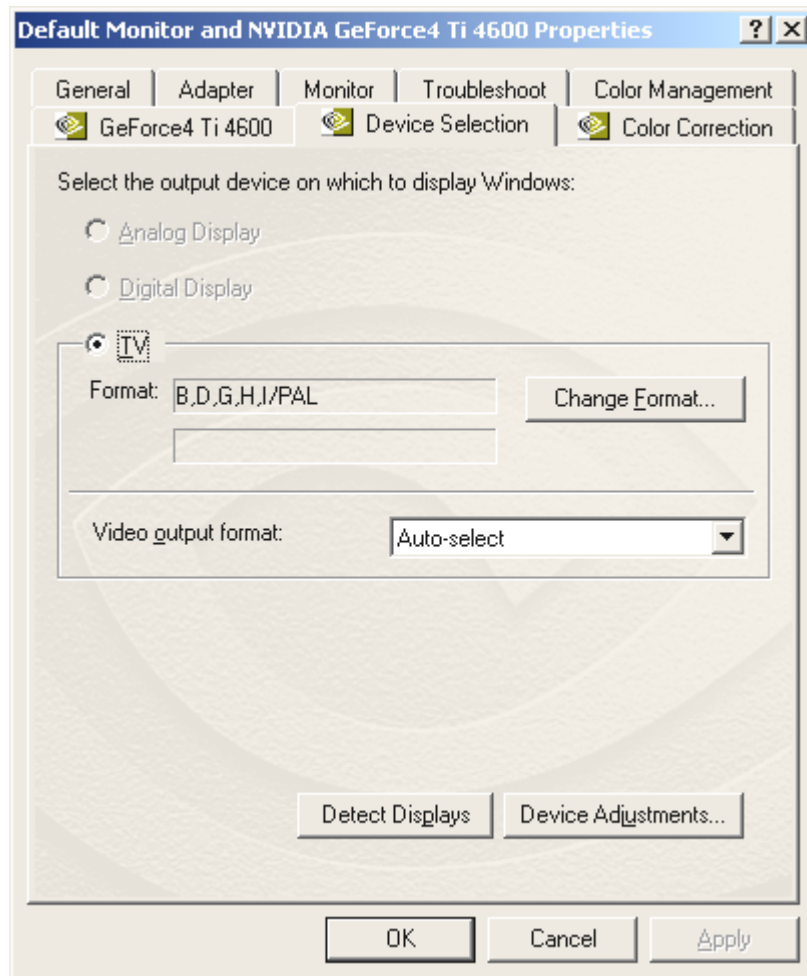 Default Monitor and NVIDIA GeForce4 Ti 4600 Properties
General Adapter Monitor Troubleshoot Color Management
GeForce4 Ti 4600 Device Selection Color Correction
Select the output device on which to display Windows:
Analog Display
Digital Display
TV
Format: B,D,G,H,I/PAL Change Format...
Video output format: Auto-select
Detect Displays Device Adjustments...
OK Cancel Apply